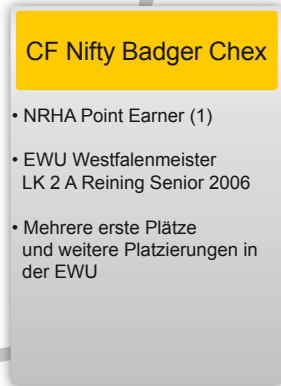 CF Nifty Badger Chex
• NRHA Point Earner (1)
• EWU Westfalenmeister
LK 2 A Reining Senior 2006
• Mehrere erste Plätze
und weitere Platzierungen in
der EWU